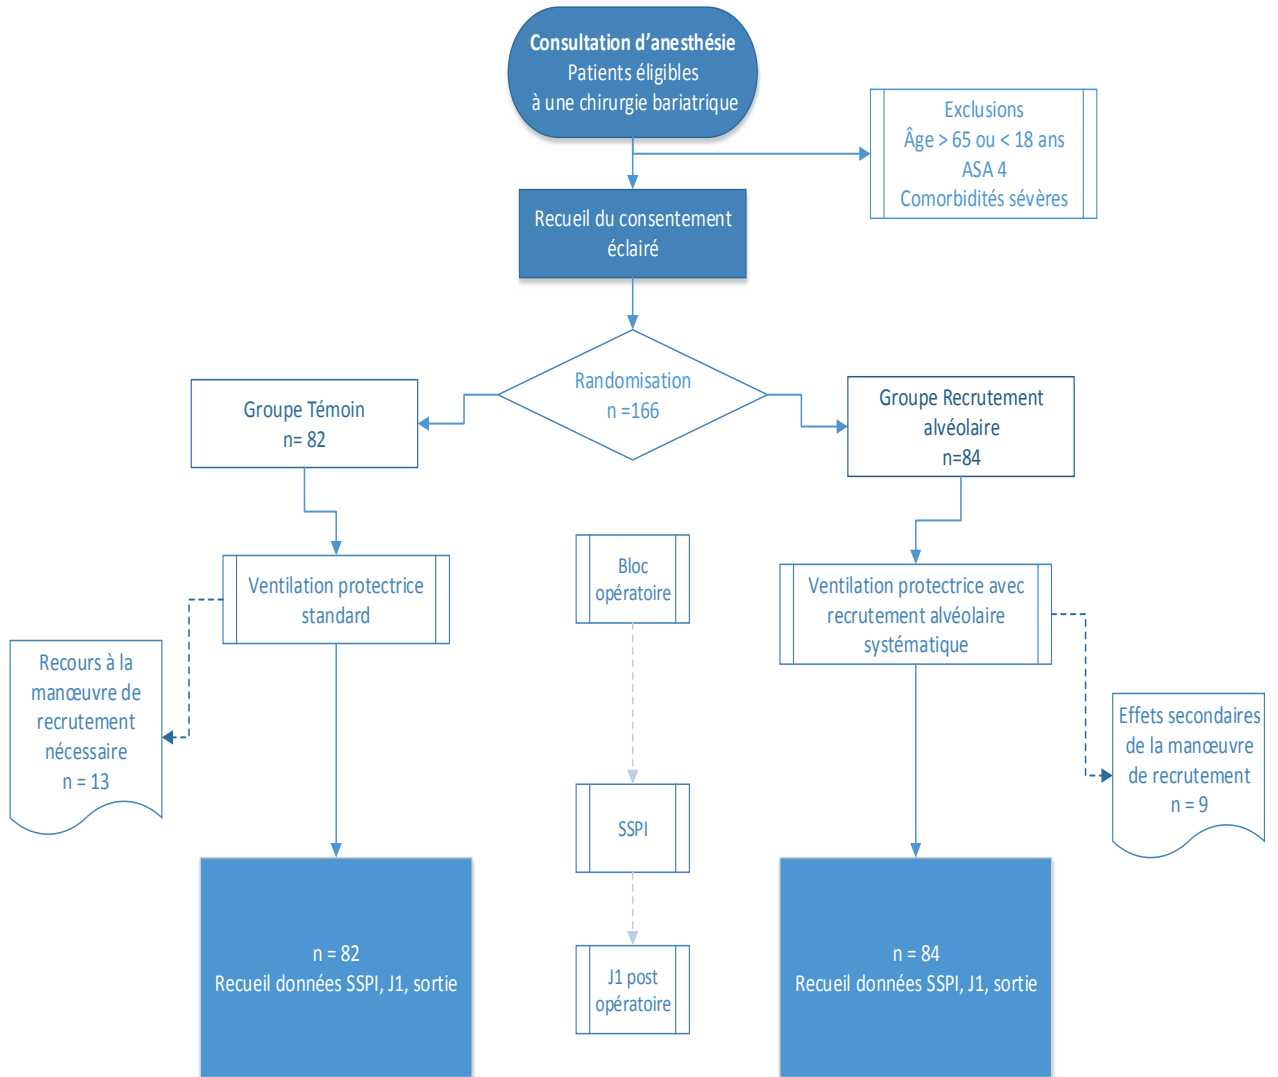 Consultation d'anesthésie
Patients éligibles
à une chirurgie bariatrique
Exclusions
Âge > 65 ou < 18 ans
ASA 4
Comorbidités sévères
Recueil du consentement
éclairé
Randomisation
n =166
Groupe Témoin
n= 82
Groupe Recrutement
alvéolaire
n=84
Ventilation protectrice
standard
Bloc
opératoire
Ventilation protectrice avec
recrutement alvéolaire
systématique
Recours à la
manœuvre de
recrutement
nécessaire
n = 13
Effets secondaires
de la manœuvre
de recrutement
n = 9
SSPI
n = 82
Recueil données SSPI, J1, sortie
J1 post
opératoire
n = 84
Recueil données SSPI, J1, sortie